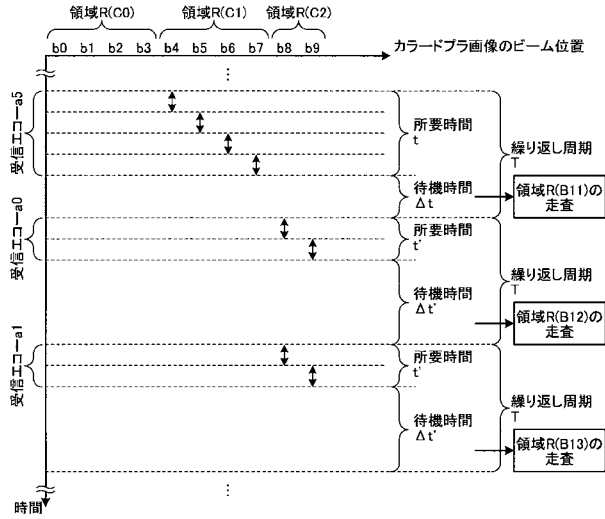 領域R(C0) 領域R(C1) 領域R(C2)
b0 b1 b2 b3 b4 b5 b6 b7 b8 b9
カラードプラ画像のビーム位置
…
受信エコーa5
所要時間
t
繰り返し周期
T
待機時間
Δt
領域R(B11)の
走査
受信エコーa0
所要時間
t'
繰り返し周期
T
待機時間
Δt'
領域R(B12)の
走査
受信エコーa1
所要時間
t'
繰り返し周期
T
待機時間
Δt'
領域R(B13)の
走査
…
時間